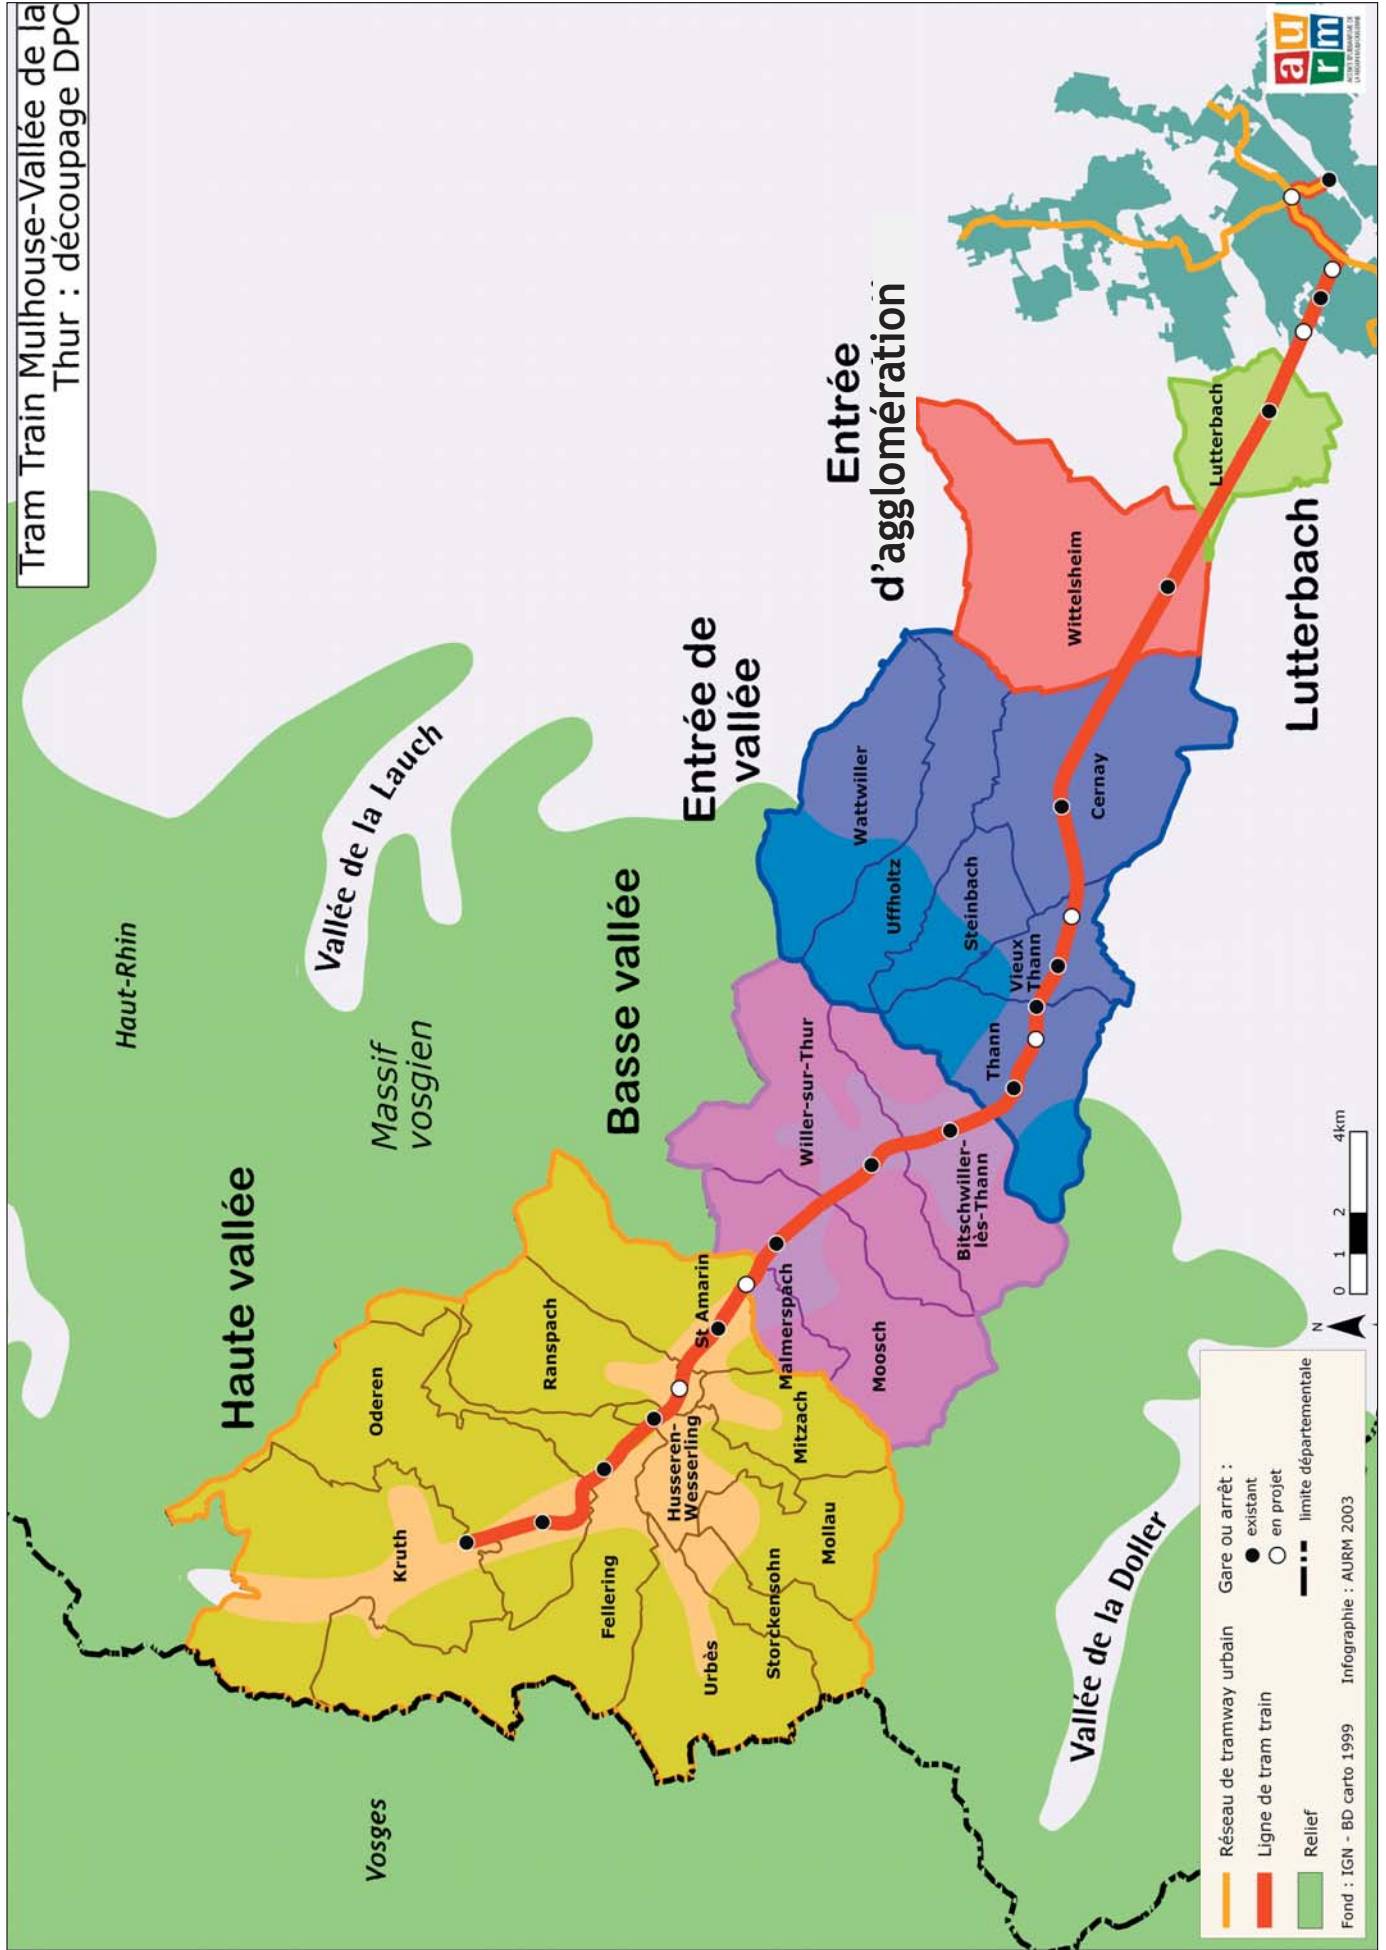 Tram Train Mulhouse-Vallée de la
Thur : découpage DPC
au
rm
Haut-Rhin
Vallée de la Lauch
Massif
vosgien
Vosges
Vallée de la Doller
Haute vallée
Basse vallée
Entrée de
vallée
Entrée
d'agglomération
Lutterbach
Oderen
Kruth
Ranspach
Fellering
St Amarin
Husseren-
Wesserling
Urbès
Storckensohn
Mollau
Mitzach
Malmerspach
Moosch
Willer-sur-Thur
Bitschwiller-
lès-Thann
Thann
Vieux
Thann
Steinbach
Uffholtz
Wattwiller
Cernay
Wittelsheim
Lutterbach
N
0 1 2 4km
Réseau de tramway urbain
Ligne de tram train
Relief
Gare ou arrêt :
existant
en projet
limite départementale
Fond : IGN - BD carto 1999 Infographie : AURM 2003